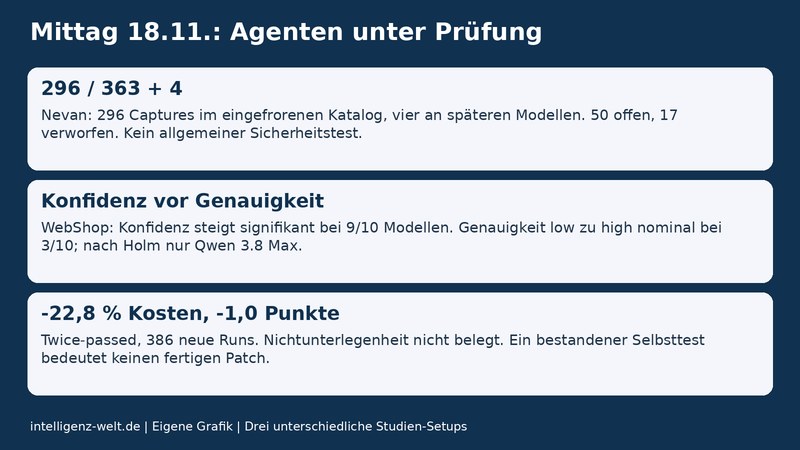 Mittag 18.11.: Agenten unter Prüfung
296 / 363 + 4
Nevan: 296 Captures im eingefrorenen Katalog, vier an späteren Modellen. 50 offen, 17
verworfen. Kein allgemeiner Sicherheitstest.
Konfidenz vor Genauigkeit
WebShop: Konfidenz steigt signifikant bei 9/10 Modellen. Genauigkeit low zu high nominal bei
3/10; nach Holm nur Qwen 3.8 Max.
-22,8 % Kosten, -1,0 Punkte
Twice-passed, 386 neue Runs. Nichtunterlegenheit nicht belegt. Ein bestandener Selbsttest
bedeutet keinen fertigen Patch.
intelligenz-welt.de | Eigene Grafik | Drei unterschiedliche Studien-Setups